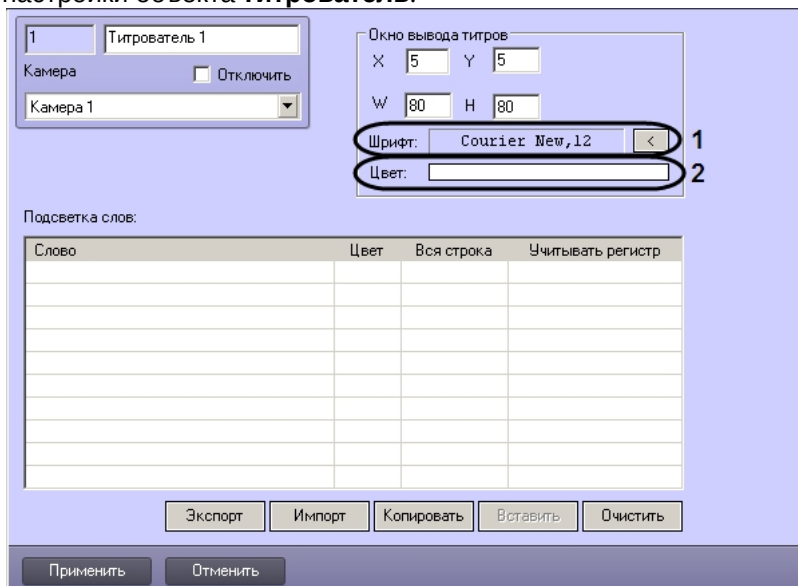 настройки объекта Титрователь.
1 Титрователь 1
Камера Отключить
Камера 1
Окно вывода титров
X 5 Y 5
W 80 H 80
Шрифт: Courier New,12 < 1
Цвет: 2
Подсветка слов:
Слово Цвет Вся строка Учитывать регистр
Экспорт Импорт Копировать Вставить Очистить
Применить Отменить